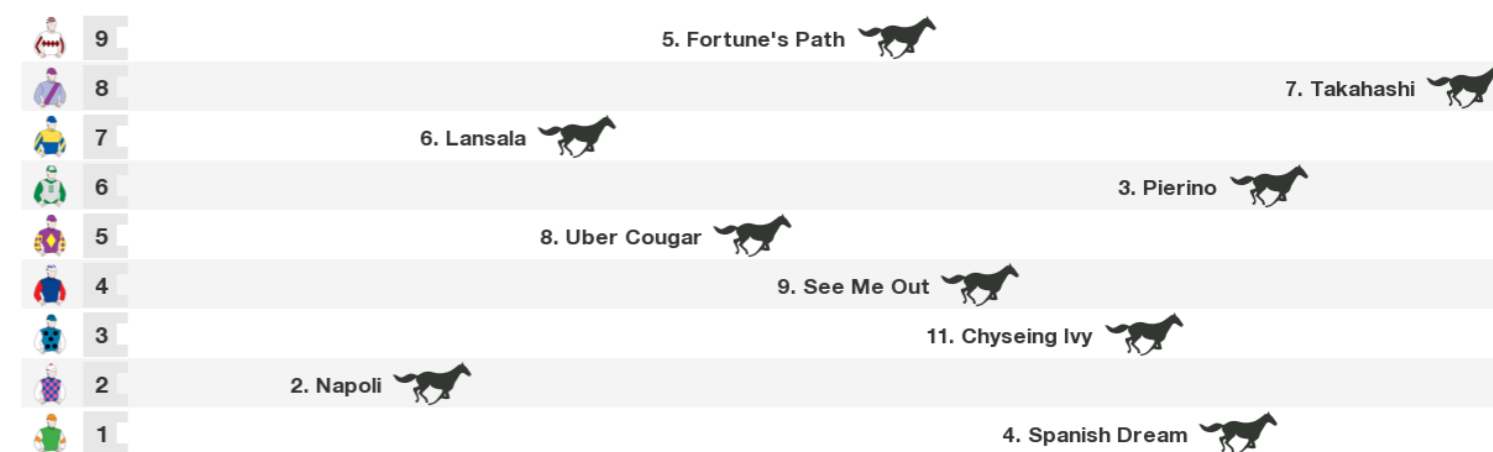 9 5. Fortune's Path
8 7. Takahashi
7 6. Lansala
6 3. Pierino
5 8. Uber Cougar
4 9. See Me Out
3 11. Chyseing Ivy
2 2. Napoli
1 4. Spanish Dream